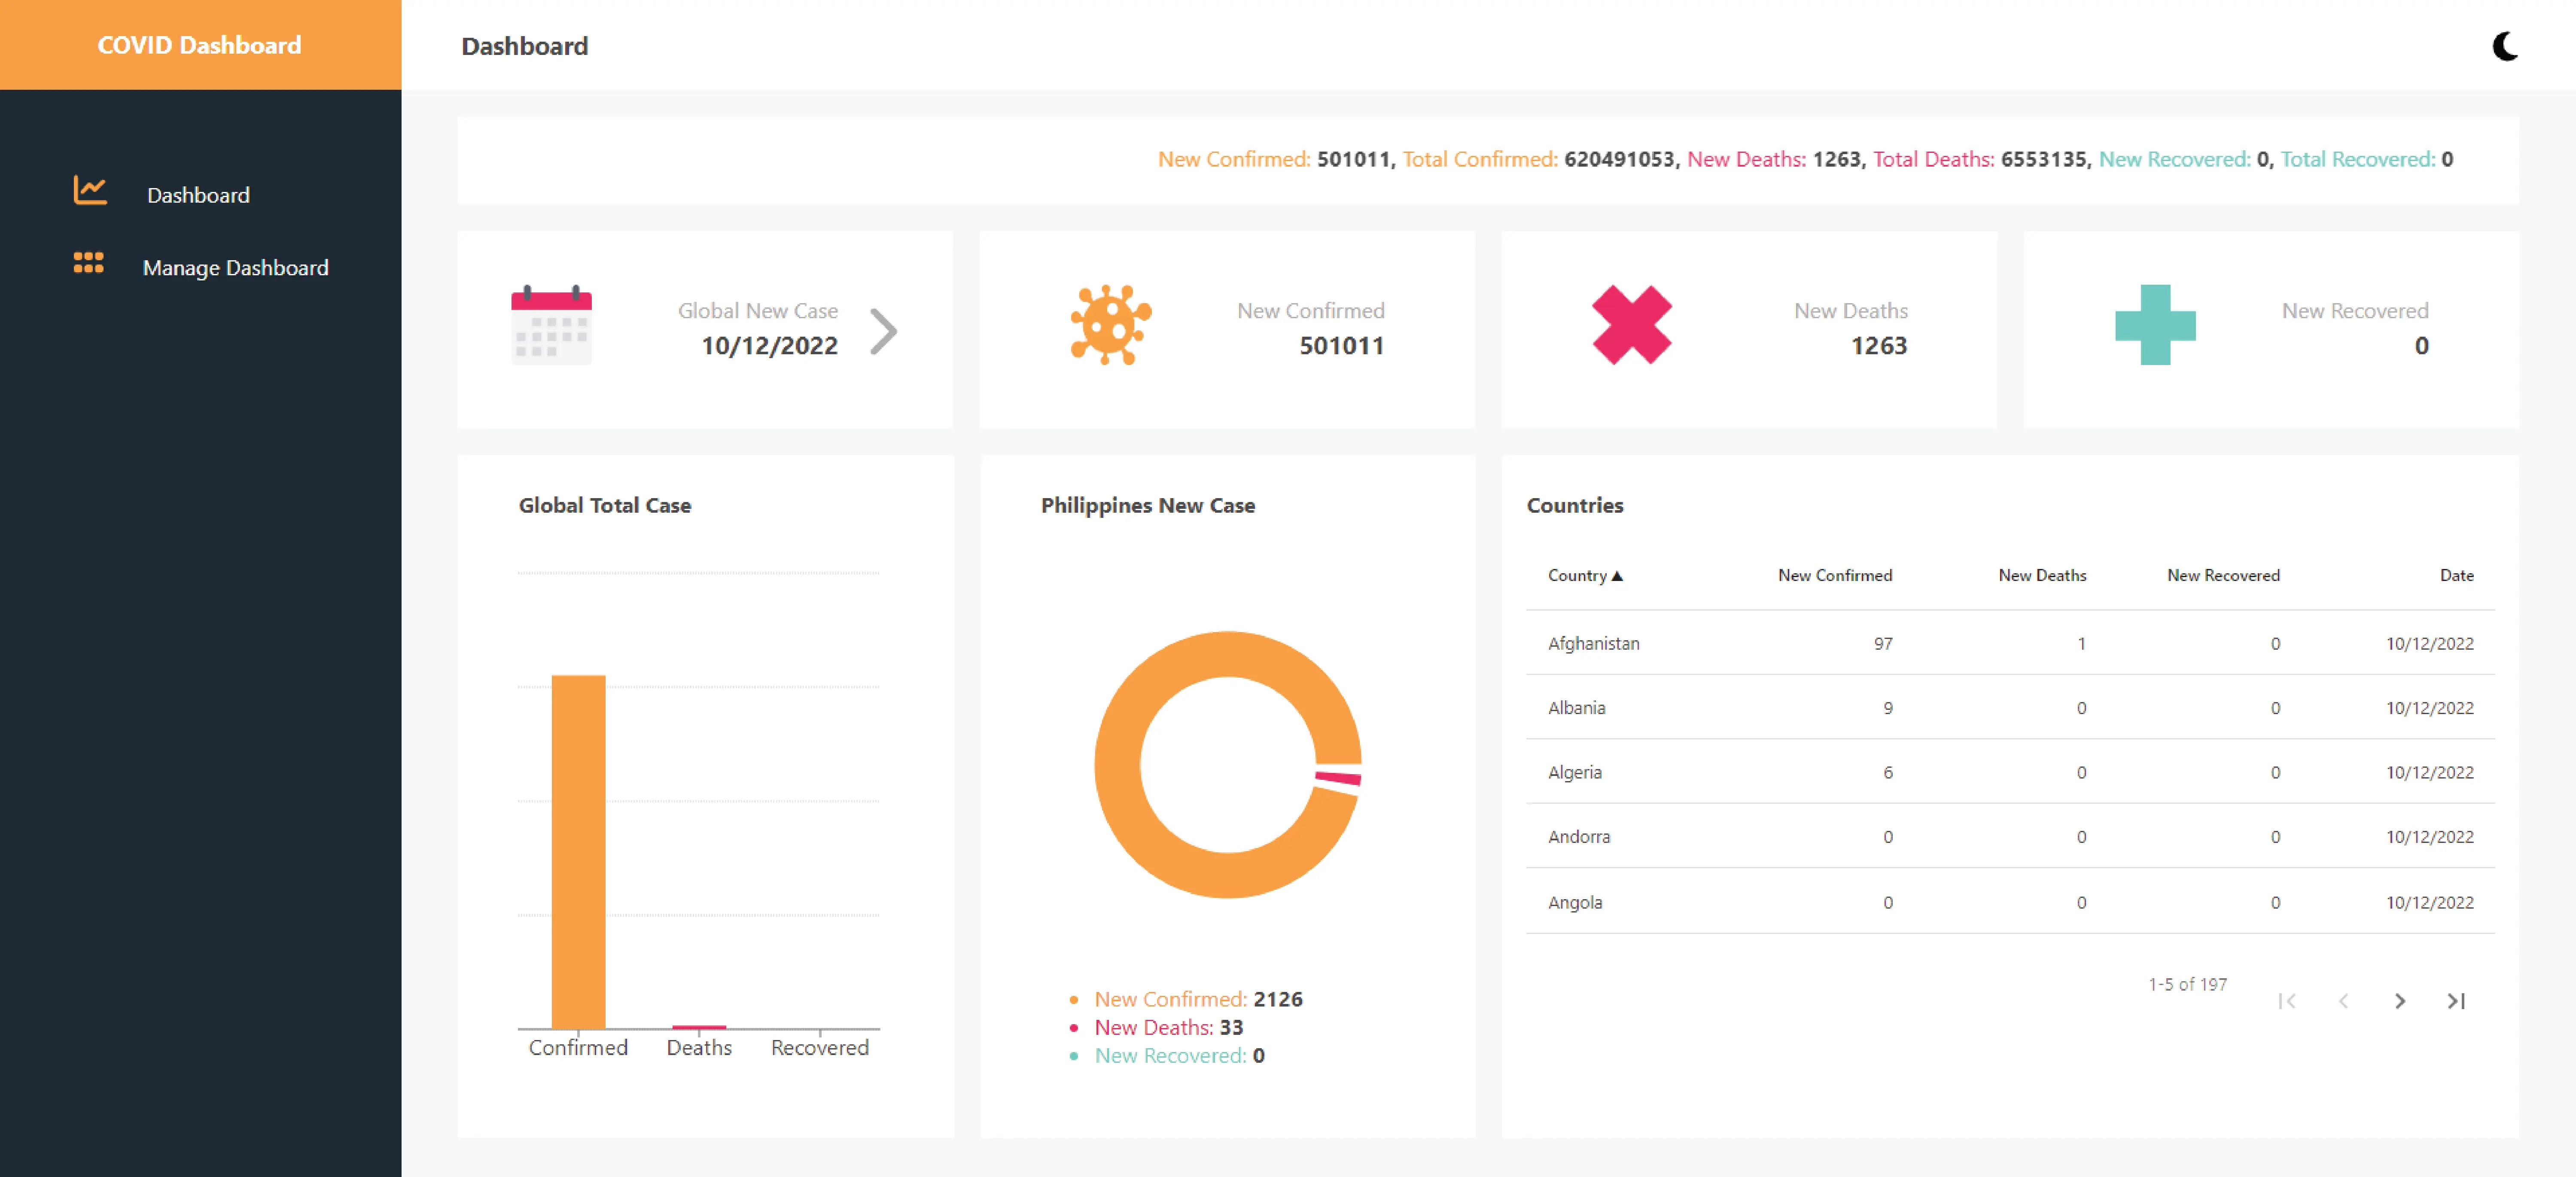 COVID Dashboard
Dashboard
Dashboard
Manage Dashboard
New Confirmed: 501011, Total Confirmed: 620491053, New Deaths: 1263, Total Deaths: 6553135, New Recovered: 0, Total Recovered: 0
Global New Case
10/12/2022
New Confirmed
501011
New Deaths
1263
New Recovered
0
Global Total Case
Confirmed Deaths Recovered
Philippines New Case
New Confirmed: 2126
New Deaths: 33
New Recovered: 0
Countries
Country▲ New Confirmed New Deaths New Recovered Date
Afghanistan 97 1 0 10/12/2022
Albania 9 0 0 10/12/2022
Algeria 6 0 0 10/12/2022
Andorra 0 0 0 10/12/2022
Angola 0 0 0 10/12/2022
1-5 of 197